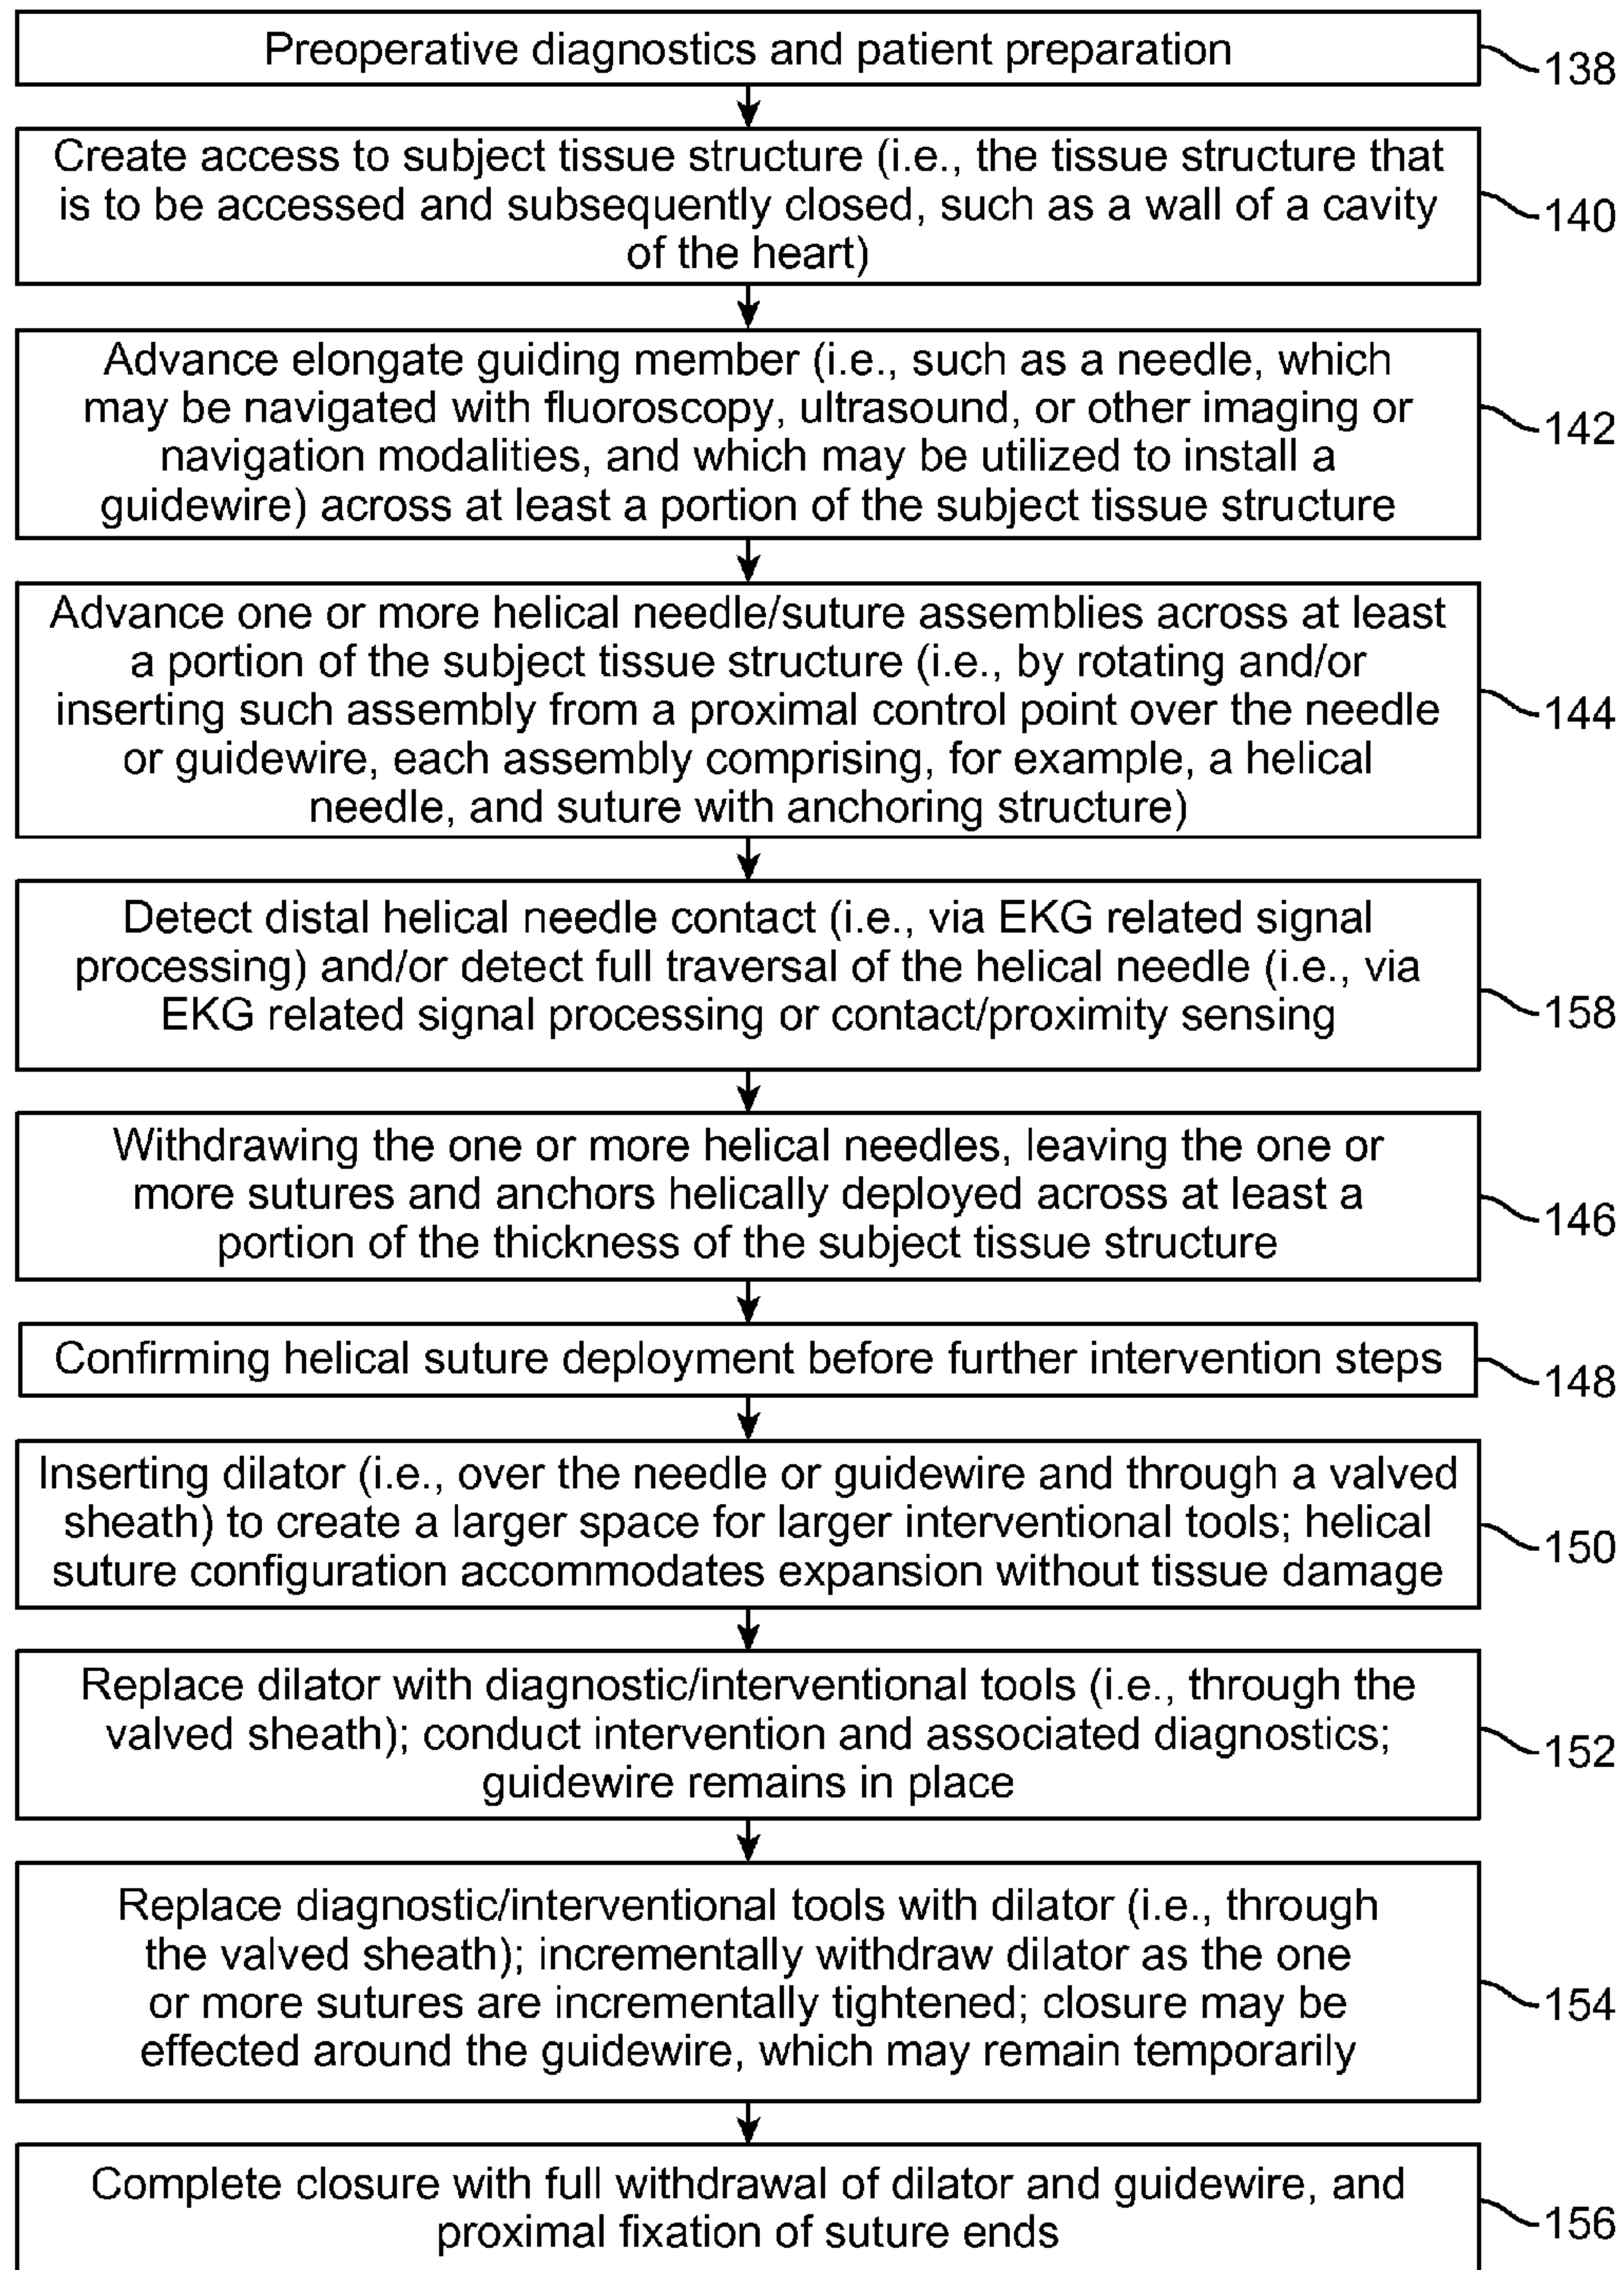 Preoperative diagnostics and patient preparation
138
Create access to subject tissue structure (i.e., the tissue structure that
is to be accessed and subsequently closed, such as a wall of a cavity
of the heart)
140
Advance elongate guiding member (i.e., such as a needle, which
may be navigated with fluoroscopy, ultrasound, or other imaging or
navigation modalities, and which may be utilized to install a
guidewire) across at least a portion of the subject tissue structure
142
Advance one or more helical needle/suture assemblies across at least
a portion of the subject tissue structure (i.e., by rotating and/or
inserting such assembly from a proximal control point over the needle
or guidewire, each assembly comprising, for example, a helical
needle, and suture with anchoring structure)
144
Detect distal helical needle contact (i.e., via EKG related signal
processing) and/or detect full traversal of the helical needle (i.e., via
EKG related signal processing or contact/proximity sensing
158
Withdrawing the one or more helical needles, leaving the one or
more sutures and anchors helically deployed across at least a
portion of the thickness of the subject tissue structure
146
Confirming helical suture deployment before further intervention steps
148
Inserting dilator (i.e., over the needle or guidewire and through a valved
sheath) to create a larger space for larger interventional tools; helical
suture configuration accommodates expansion without tissue damage
150
Replace dilator with diagnostic/interventional tools (i.e., through the
valved sheath); conduct intervention and associated diagnostics;
guidewire remains in place
152
Replace diagnostic/interventional tools with dilator (i.e., through
the valved sheath); incrementally withdraw dilator as the one
or more sutures are incrementally tightened; closure may be
effected around the guidewire, which may remain temporarily
154
Complete closure with full withdrawal of dilator and guidewire, and
proximal fixation of suture ends
156